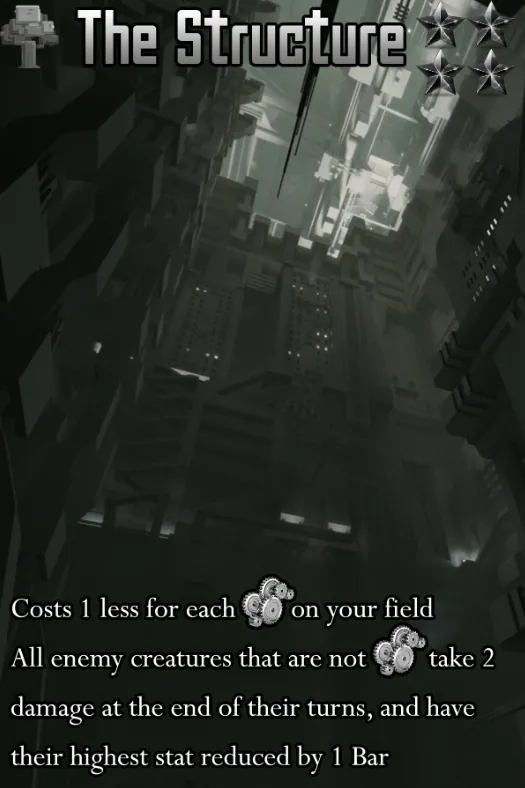 The Structure
Costs 1 less for each on your field
All enemy creatures that are not take 2
damage at the end of their turns, and have
their highest stat reduced by 1 Bar